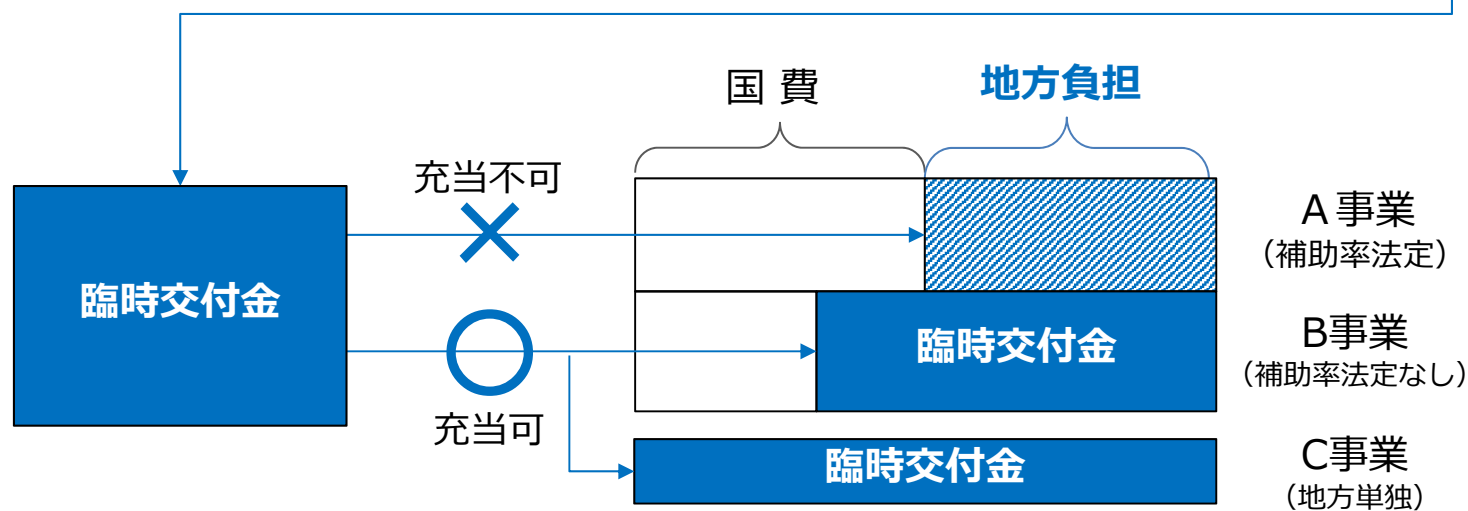 国 費
地方負担
充当不可
臨時交付金
充当可
A 事業
（補助率法定）
臨時交付金
B事業
（補助率法定なし）
臨時交付金
C事業
（地方単独）